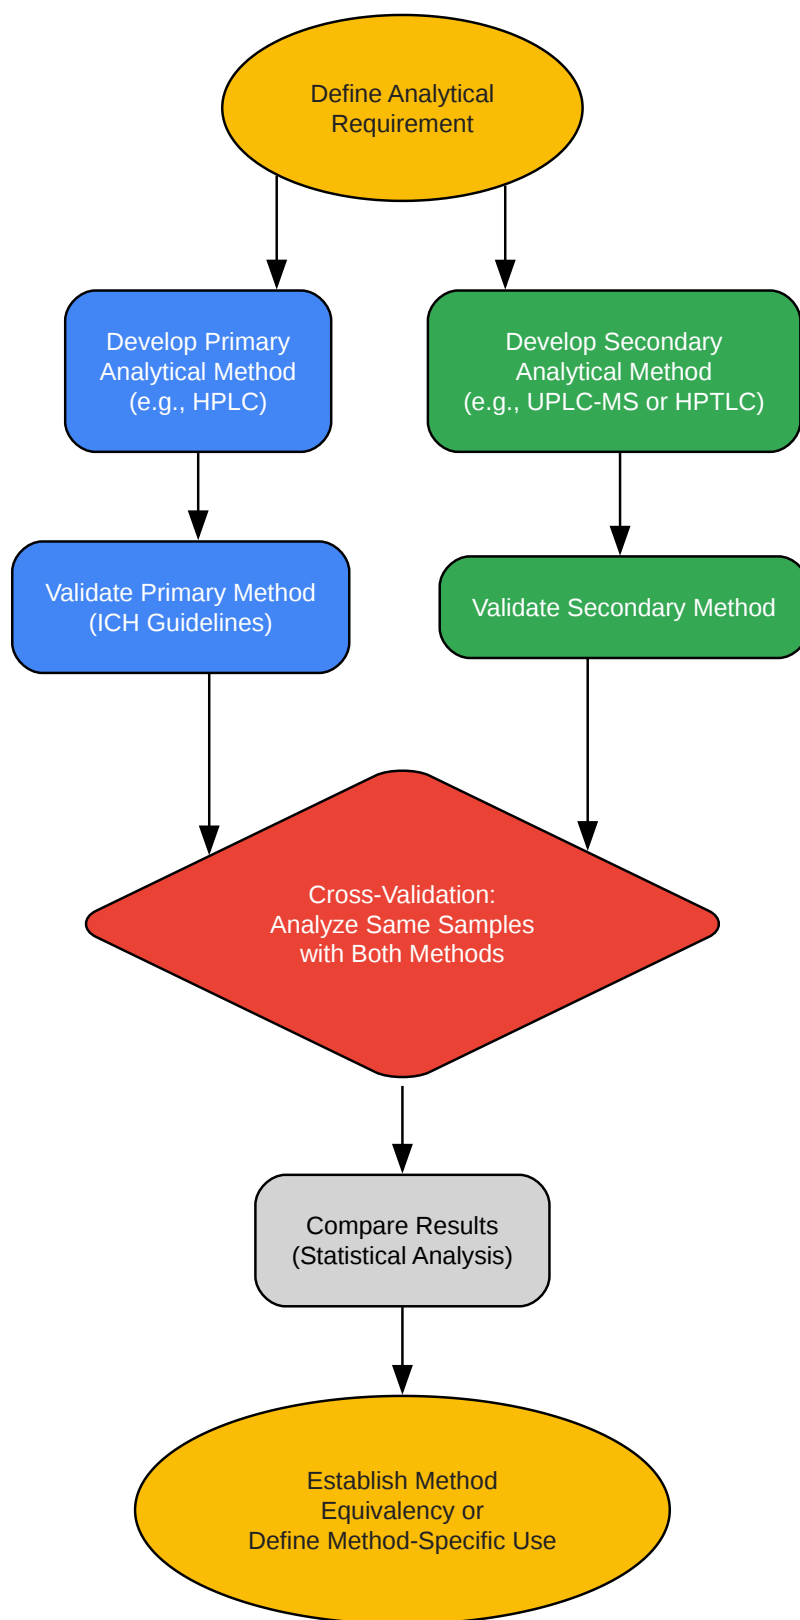 Define Analytical
Requirement
Develop Primary
Analytical Method
(e.g., HPLC)
Develop Secondary
Analytical Method
(e.g., UPLC-MS or HPTLC)
Validate Primary Method
(ICH Guidelines)
Validate Secondary Method
Cross-Validation:
Analyze Same Samples
with Both Methods
Compare Results
(Statistical Analysis)
Establish Method
Equivalency or
Define Method-Specific Use